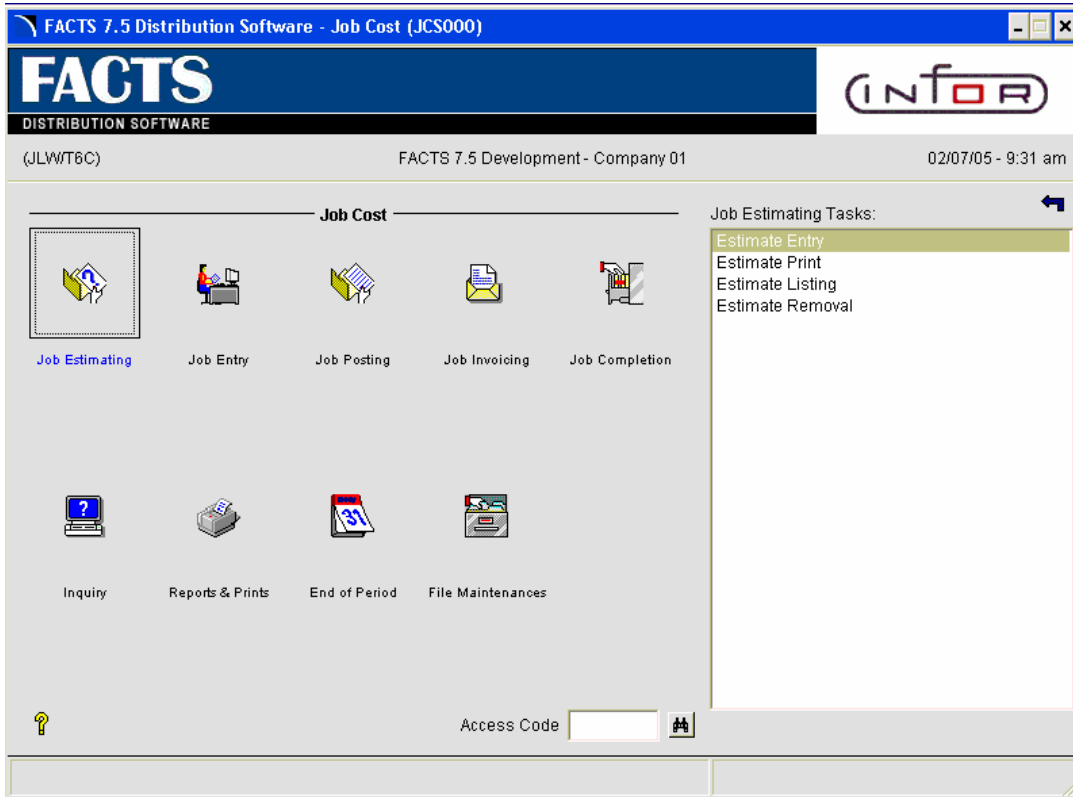 FACTS 7.5 Distribution Software - Job Cost (JCS000)
FACTS
DISTRIBUTION SOFTWARE
INFOR
(JLW/T6C)
FACTS 7.5 Development - Company 01
02/07/05 - 9:31 am
Job Cost
Job Estimating
Job Entry
Job Posting
Job Invoicing
Job Completion
Inquiry
Reports & Prints
End of Period
File Maintenances
31
Access Code
Job Estimating Tasks:
Estimate Entry
Estimate Print
Estimate Listing
Estimate Removal